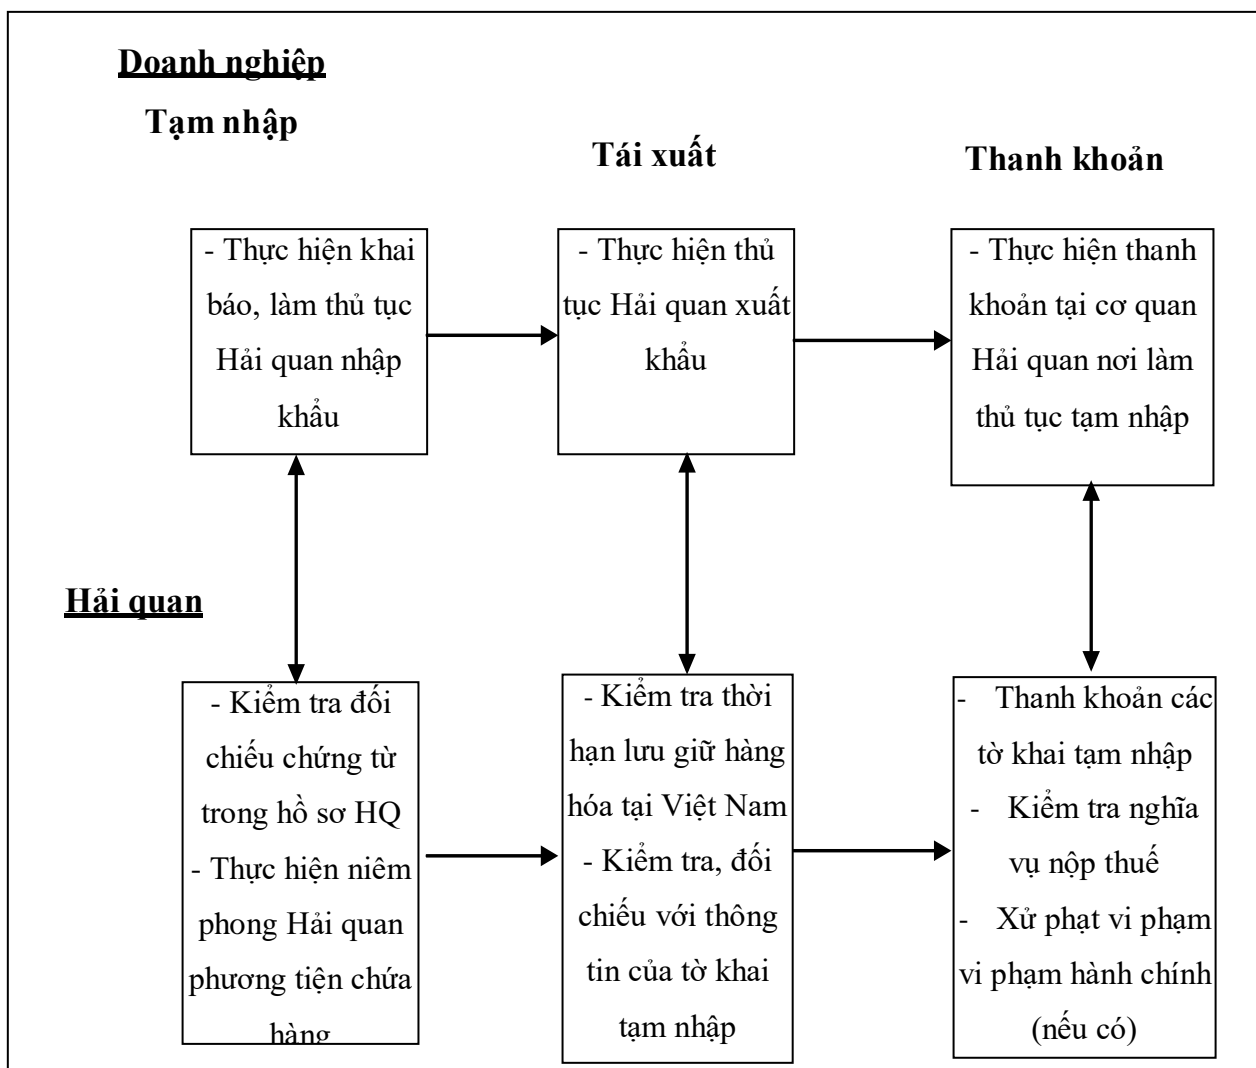 Doanh nghiệp
Tạm nhập
Tái xuất
Thanh khoản
- Thực hiện khai
báo, làm thủ tục
Hải quan nhập
khẩu
- Thực hiện thủ
tục Hải quan xuất
khẩu
- Thực hiện thanh
khoản tại cơ quan
Hải quan nơi làm
thủ tục tạm nhập
Hải quan
- Kiểm tra đối
chiếu chứng từ
trong hồ sơ HQ
- Thực hiện niêm
phong Hải quan
phương tiện chứa
hàng
- Kiểm tra thời
hạn lưu giữ hàng
hóa tại Việt Nam
- Kiểm tra, đối
chiếu với thông
tin của tờ khai
tạm nhập
- Thanh khoản các
tờ khai tạm nhập
- Kiểm tra nghĩa
vụ nộp thuế
- Xử phạt vi phạm
vi phạm hành chính
(nếu có)